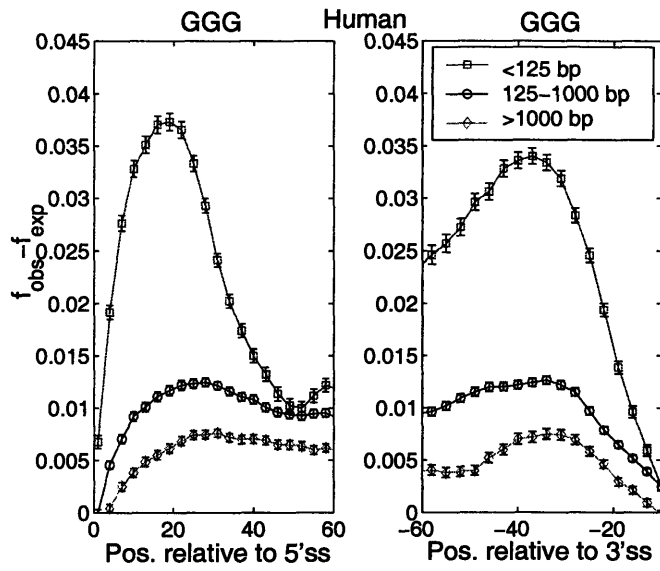 GGG Human GGG
0.045 0.045
0.04 0.04
0.035 0.035
0.03 0.03
0.025 0.025
0.02 0.02
0.015 0.015
0.01 0.01
0.005 0.005
0 0
f_obs−f_exp
<125 bp
125−1000 bp
>1000 bp
0 20 40 60 −60 −40 −20
Pos. relative to 5'ss Pos. relative to 3'ss